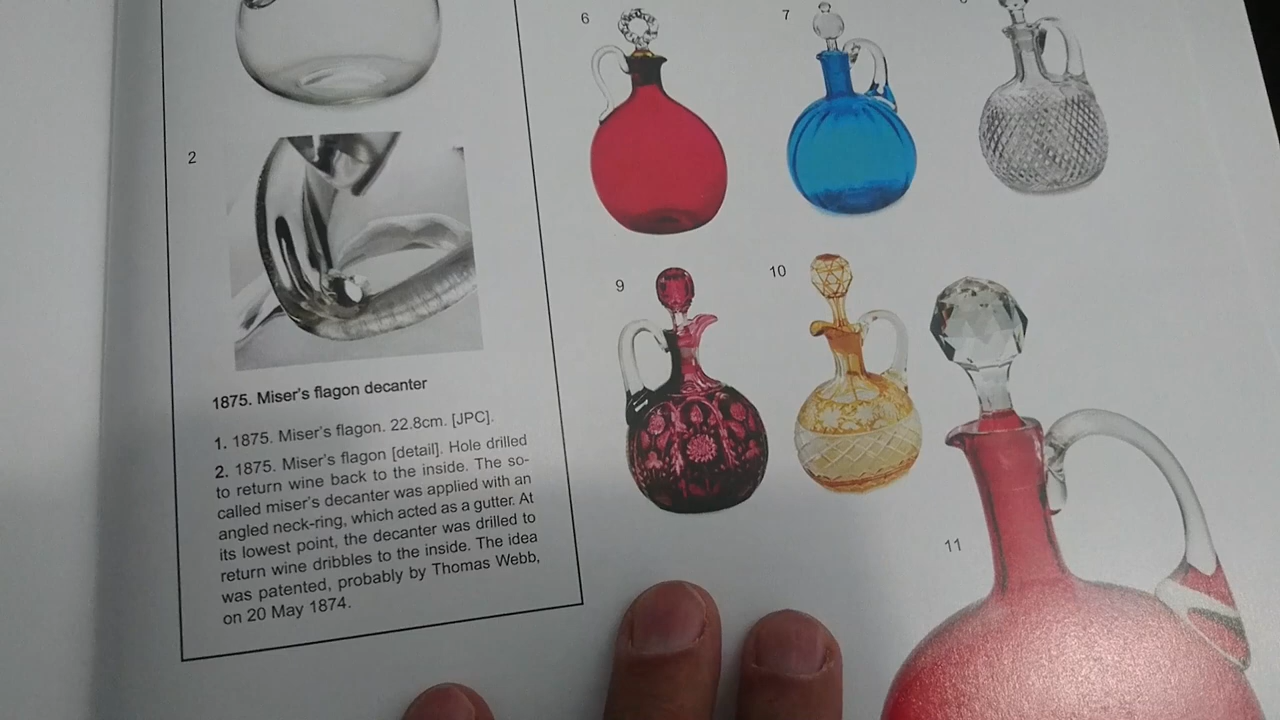 2
1875. Miser's flagon decanter
1. 1875. Miser's flagon. 22.8cm. [JPC].
2. 1875. Miser's flagon [detail]. Hole drilled
to return wine back to the inside. The so-
called miser's decanter was applied with an
angled neck-ring, which acted as a gutter. At
its lowest point, the decanter was drilled to
return wine dribbles to the inside. The idea
was patented, probably by Thomas Webb,
on 20 May 1874.
6
7
9
10
11